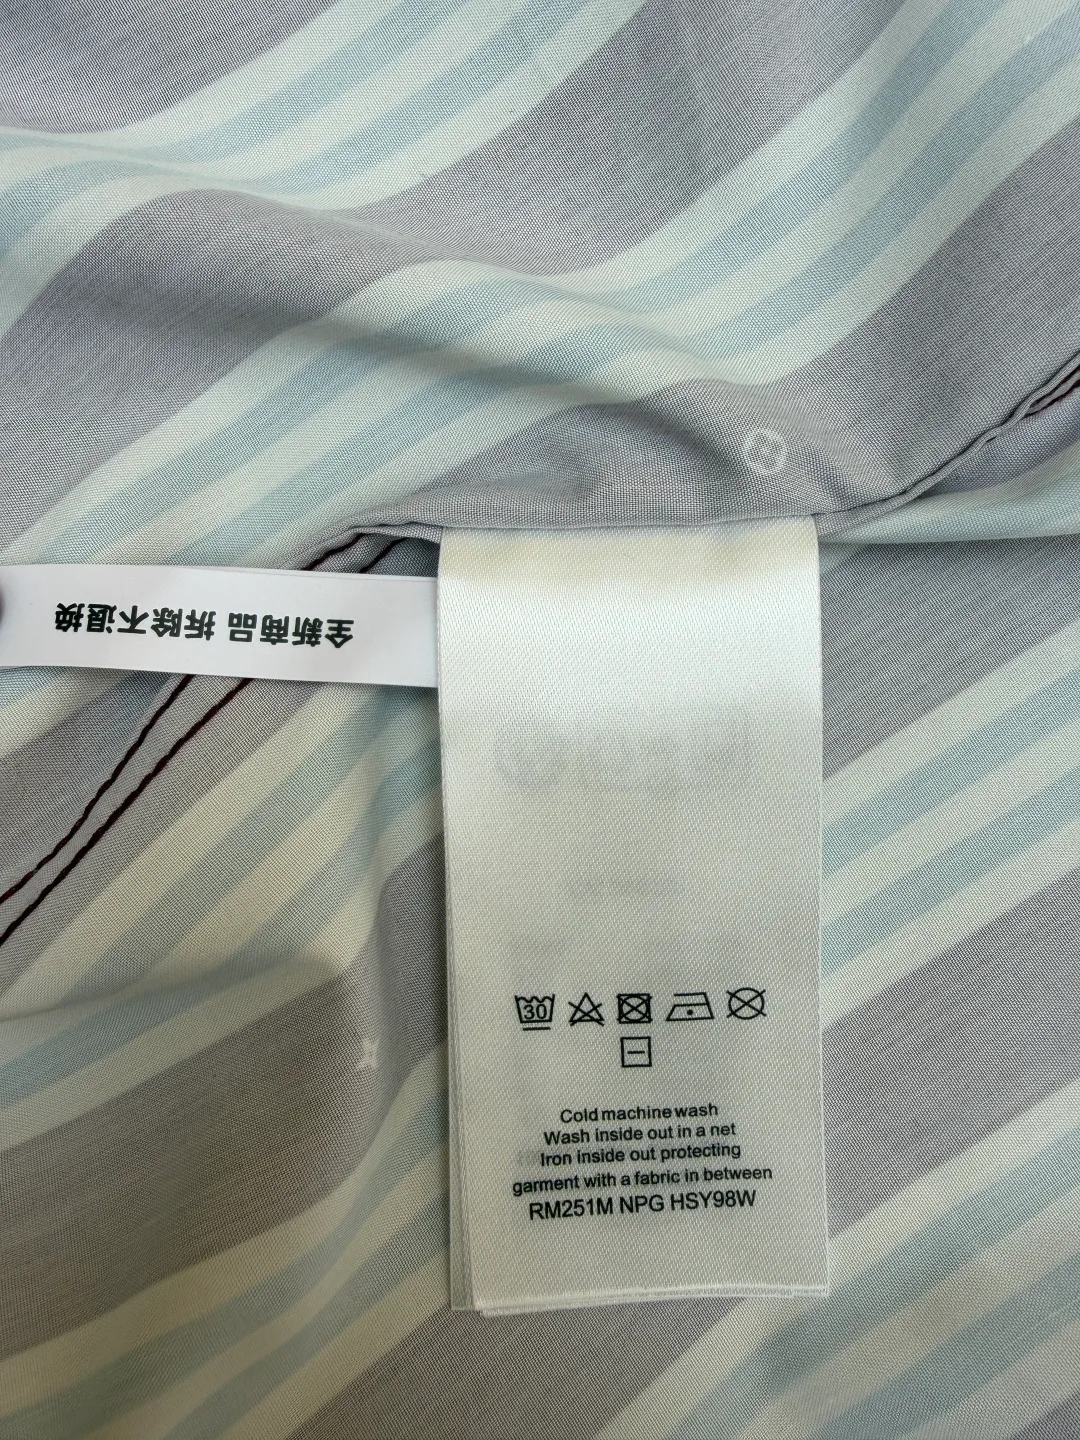 全新商品 拆除不退换
30
Cold machine wash
Wash inside out in a net
Iron inside out protecting
garment with a fabric in between
RM251M NPG HSY98W